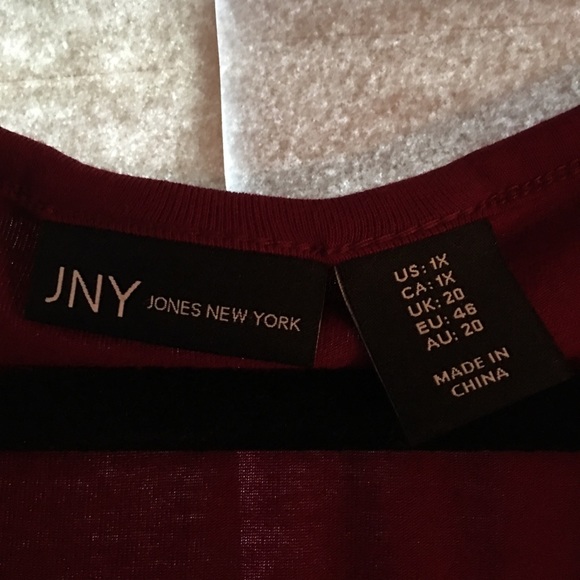 JNY JONES NEW YORK
US: 1X
CA: 1X
UK: 20
EU: 46
AU: 20
MADE IN
CHINA